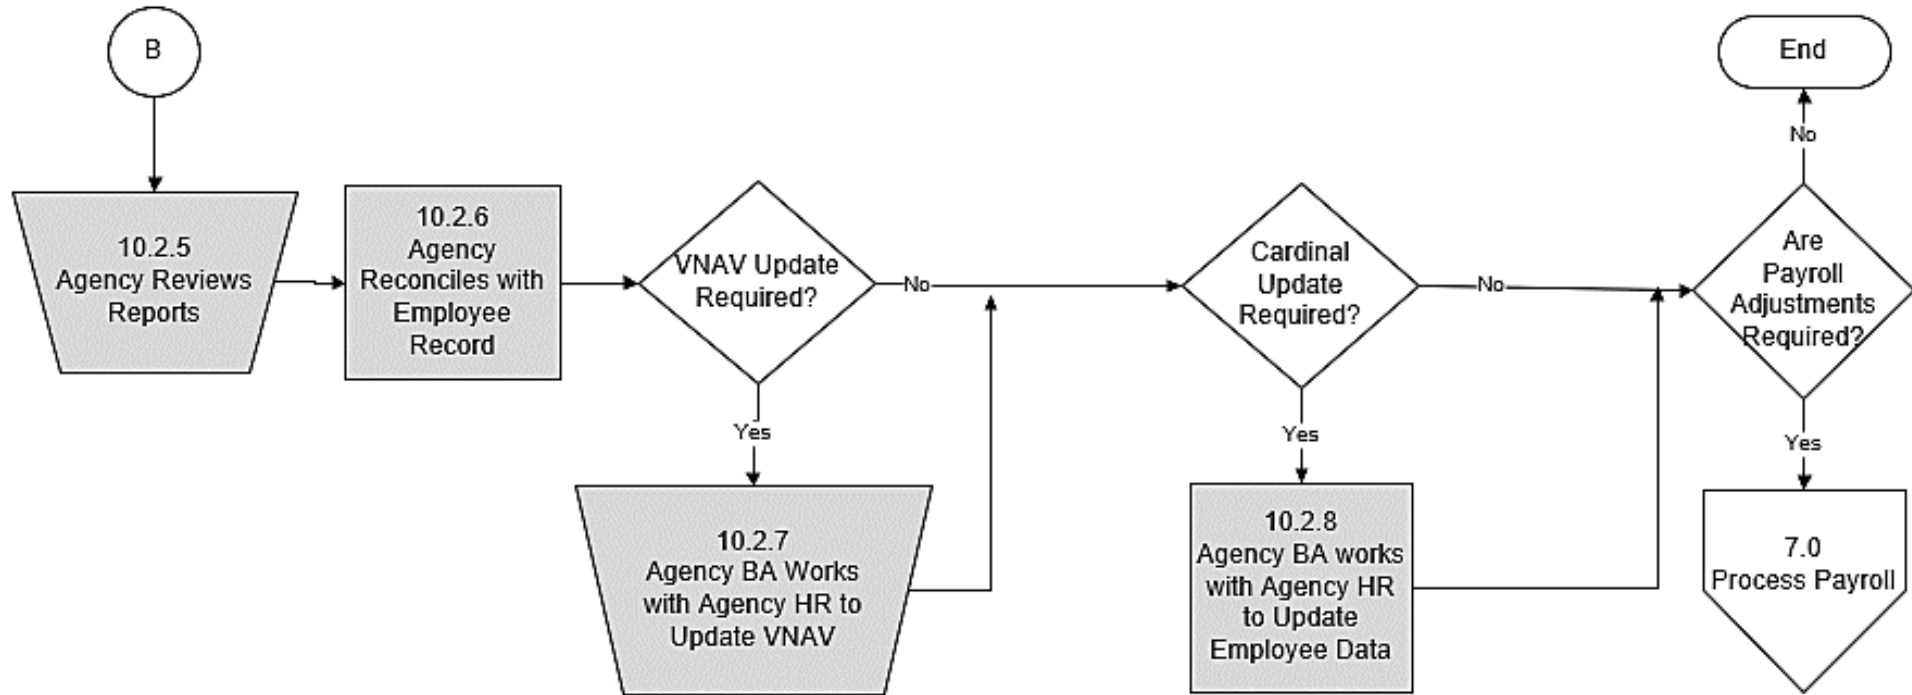 B
End
No
10.2.5
Agency Reviews
Reports
10.2.6
Agency
Reconciles with
Employee
Record
VNAV Update
Required?
No
Cardinal
Update
Required?
No
Are
Payroll
Adjustments
Required?
Yes
Yes
Yes
10.2.7
Agency BA Works
with Agency HR to
Update VNAV
10.2.8
Agency BA works
with Agency HR
to Update
Employee Data
7.0
Process Payroll